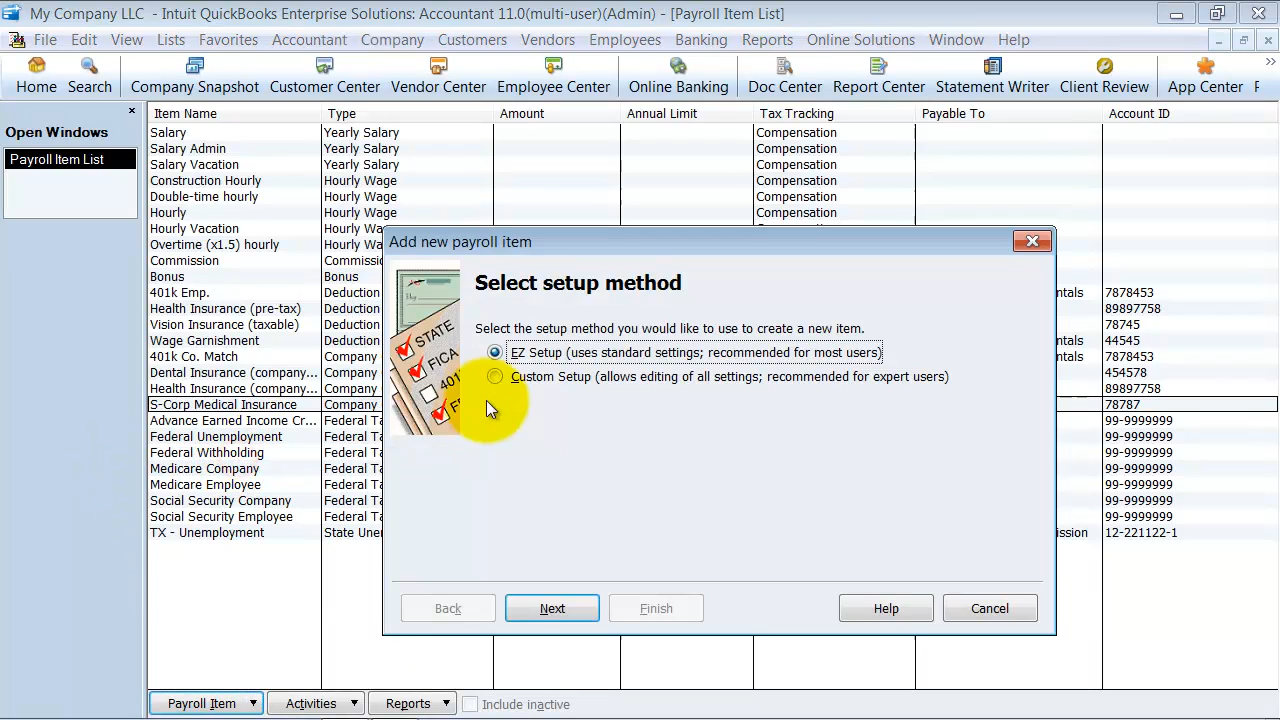 My Company LLC - Intuit QuickBooks Enterprise Solutions: Accountant 11.0(multi-user)(Admin) - [Payroll Item List]
File Edit View Lists Favorites Accountant Company Customers Vendors Employees Banking Reports Online Solutions Window Help
Home Search Company Snapshot Customer Center Vendor Center Employee Center Online Banking Doc Center Report Center Statement Writer Client Review App Center
Open Windows
Payroll Item List
Item Name Type Amount Annual Limit Tax Tracking Payable To Account ID
Salary Yearly Salary Compensation
Salary Admin Yearly Salary Compensation
Salary Vacation Yearly Salary Compensation
Construction Hourly Hourly Wage Compensation
Double-time hourly Hourly Wage Compensation
Hourly Hourly Wage Compensation
Hourly Vacation Hourly Wa
Overtime (x1.5) hourly Hourly Wa
Commission Commissio
Bonus Bonus
401k Emp. Deduction ntals 7878453
Health Insurance (pre-tax) Deduction 89897758
Vision Insurance (taxable) Deduction 78745
Wage Garnishment Deduction ntals 44545
401k Co. Match Company ntals 7878453
Dental Insurance (company... Company 454578
Health Insurance (company... Company 89897758
S-Corp Medical Insurance Company 78787
Advance Earned Income Cr... Federal Ta 99-9999999
Federal Unemployment Federal Ta 99-9999999
Federal Withholding Federal Ta 99-9999999
Medicare Company Federal Ta 99-9999999
Medicare Employee Federal Ta 99-9999999
Social Security Company Federal Ta 99-9999999
Social Security Employee Federal Ta 99-9999999
TX - Unemployment State Une ission 12-221122-1
Add new payroll item
Select setup method
Select the setup method you would like to use to create a new item.
EZ Setup (uses standard settings; recommended for most users)
Custom Setup (allows editing of all settings; recommended for expert users)
STATE
FICA
401
Back Next Finish Help Cancel
Payroll Item Activities Reports Include inactive